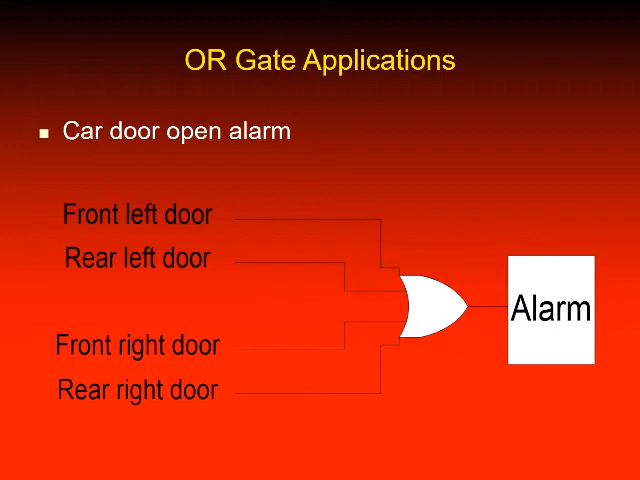 OR Gate Applications
Car door open alarm
Front left door
Rear left door
Alarm
Front right door
Rear right door